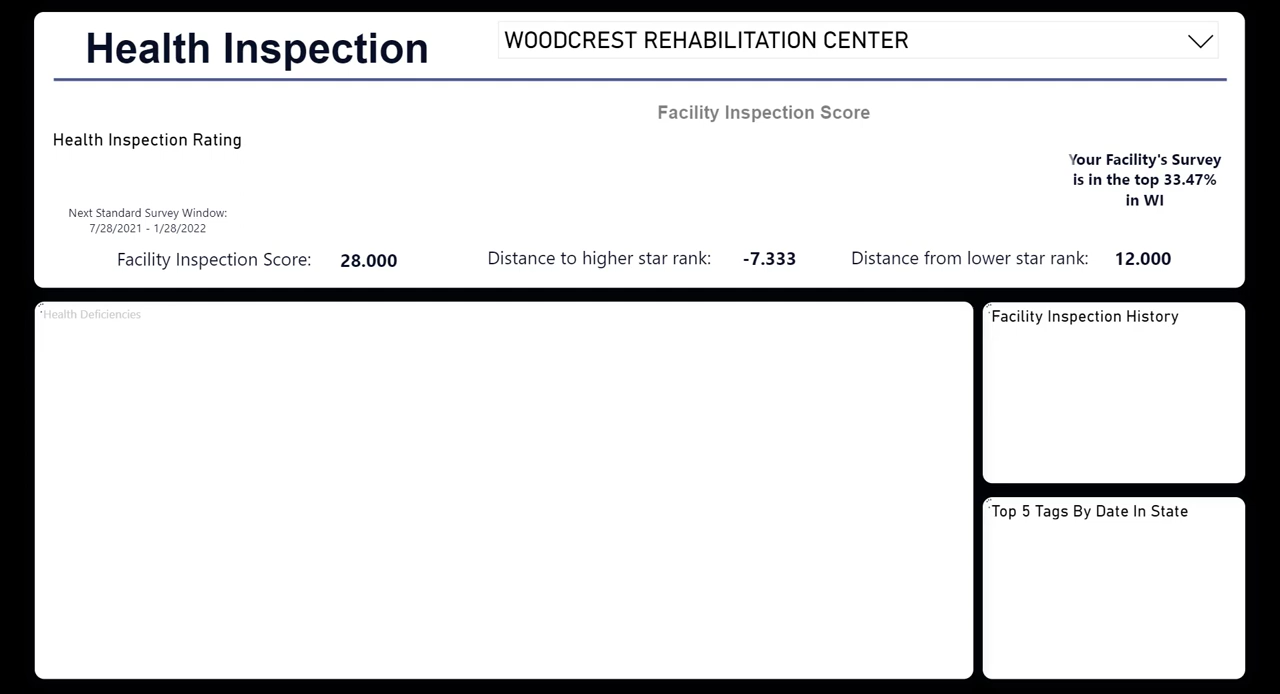 Health Inspection
WOODCREST REHABILITATION CENTER
Facility Inspection Score
Health Inspection Rating
Your Facility's Survey
is in the top 33.47%
in WI
Next Standard Survey Window:
7/28/2021 - 1/28/2022
Facility Inspection Score: 28.000
Distance to higher star rank: -7.333
Distance from lower star rank: 12.000
Health Deficiencies
Facility Inspection History
Top 5 Tags By Date In State